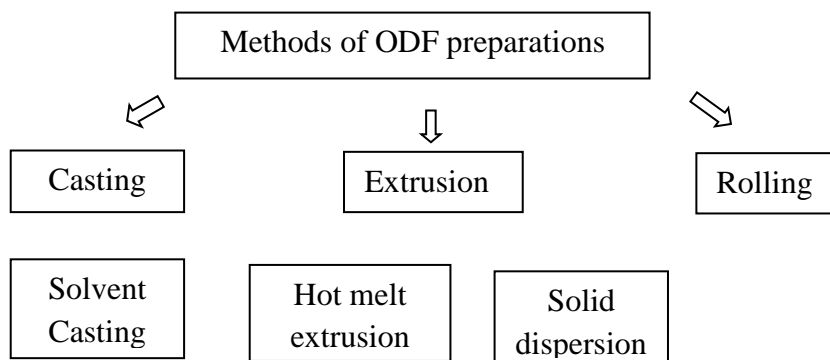 Methods of ODF preparations
Casting
Extrusion
Rolling
Solvent
Casting
Hot melt
extrusion
Solid
dispersion